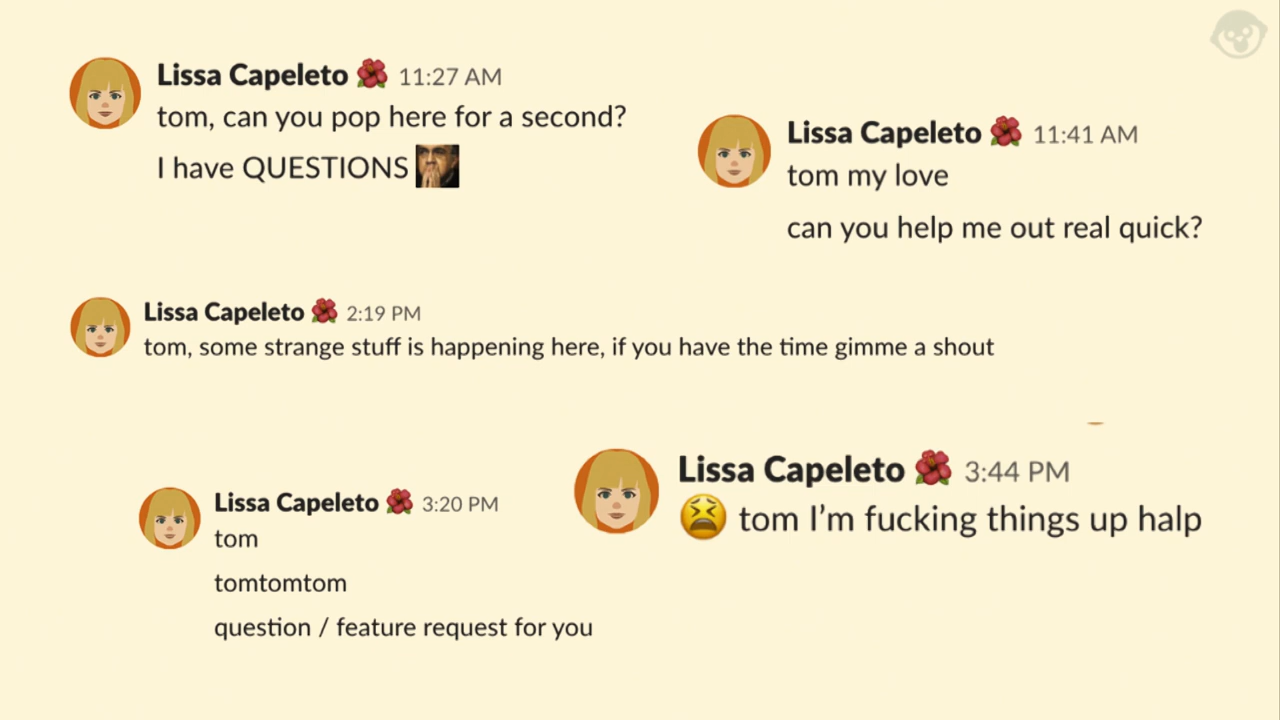 Lissa Capeleto 🌺 11:27 AM
tom, can you pop here for a second?
I have QUESTIONS
Lissa Capeleto 🌺 11:41 AM
tom my love
can you help me out real quick?
Lissa Capeleto 🌺 2:19 PM
tom, some strange stuff is happening here, if you have the time gimme a shout
Lissa Capeleto 🌺 3:20 PM
tom
tomtomtom
question / feature request for you
Lissa Capeleto 🌺 3:44 PM
😫 tom I’m fucking things up halp